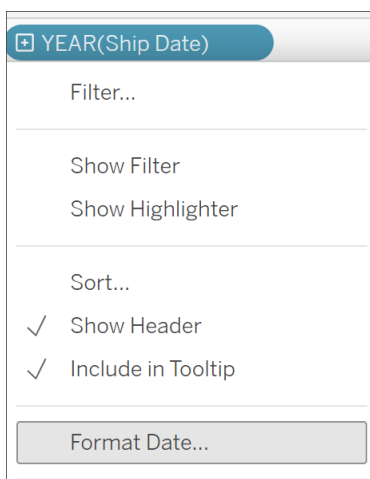 YEAR(Ship Date)
Filter...
Show Filter
Show Highlighter
Sort...
Show Header
Include in Tooltip
Format Date...